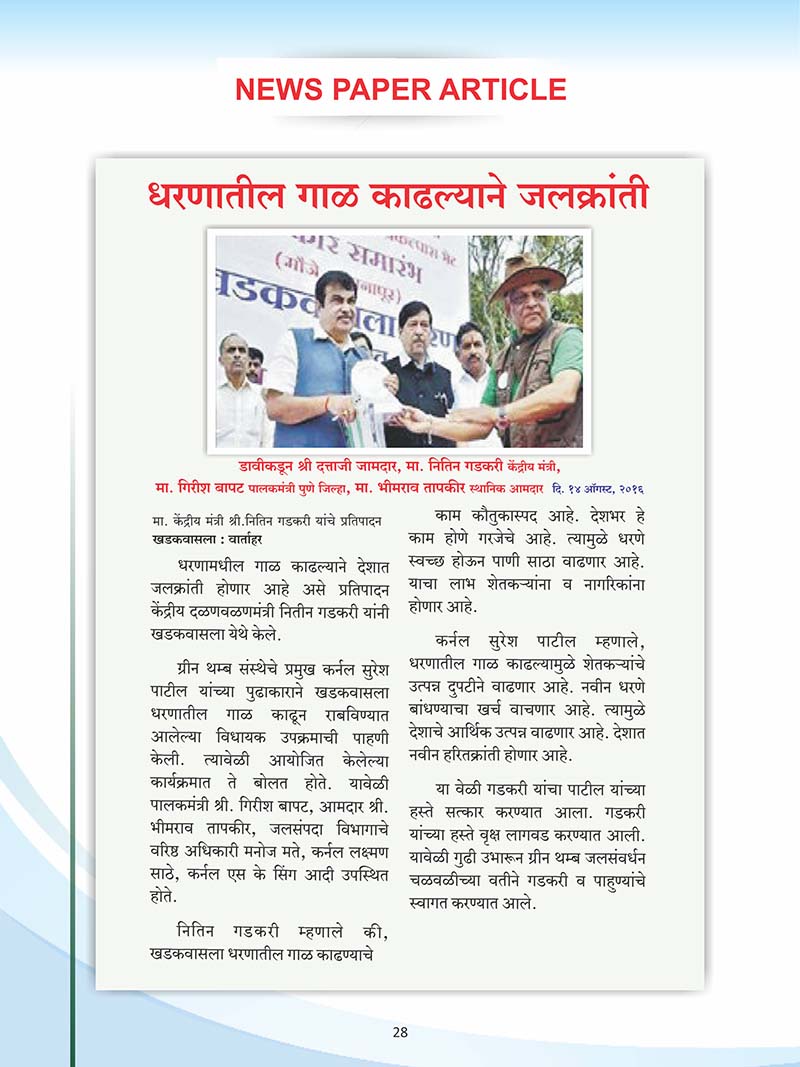 NEWS PAPER ARTICLE
धरणातील गाळ काढल्याने जलक्रांती
कार समारंभ
(मौजे
खडकवासला
डावीकडून श्री दत्ताजी जामदार, मा. नितिन गडकरी केंद्रीय मंत्री,
मा. गिरीश बापट पालकमंत्री पुणे जिल्हा, मा. भीमराव तापकीर स्थानिक आमदार दि. १४ ऑगस्ट, २०१६
मा. केंद्रीय मंत्री श्री.नितिन गडकरी यांचे प्रतिपादन
खडकवासला : वार्ताहर
धरणामधील गाळ काढल्याने देशात
जलक्रांती होणार आहे असे प्रतिपादन
केंद्रीय दळणवळणमंत्री नितीन गडकरी यांनी
खडकवासला येथे केले.
ग्रीन थम्ब संस्थेचे प्रमुख कर्नल सुरेश
पाटील यांच्या पुढाकाराने खडकवासला
धरणातील गाळ काढून राबविण्यात
आलेल्या विधायक उपक्रमाची पाहणी
केली. त्यावेळी आयोजित केलेल्या
कार्यक्रमात ते बोलत होते. यावेळी
पालकमंत्री श्री. गिरीश बापट, आमदार श्री.
भीमराव तापकीर, जलसंपदा विभागाचे
वरिष्ठ अधिकारी मनोज मते, कर्नल लक्ष्मण
साठे, कर्नल एस के सिंग आदी उपस्थित
होते.
नितिन गडकरी म्हणाले की,
खडकवासला धरणातील गाळ काढण्याचे
काम कौतुकास्पद आहे. देशभर हे
काम होणे गरजेचे आहे. त्यामुळे धरणे
स्वच्छ होऊन पाणी साठा वाढणार आहे.
याचा लाभ शेतकऱ्यांना व नागरिकांना
होणार आहे.
कर्नल सुरेश पाटील म्हणाले,
धरणातील गाळ काढल्यामुळे शेतकऱ्यांचे
उत्पन्न दुपटीने वाढणार आहे. नवीन धरणे
बांधण्याचा खर्च वाचणार आहे. त्यामुळे
देशाचे आर्थिक उत्पन्न वाढणार आहे. देशात
नवीन हरितक्रांती होणार आहे.
या वेळी गडकरी यांचा पाटील यांच्या
हस्ते सत्कार करण्यात आला. गडकरी
यांच्या हस्ते वृक्ष लागवड करण्यात आली.
यावेळी गुढी उभारून ग्रीन थम्ब जलसंवर्धन
चळवळीच्या वतीने गडकरी व पाहुण्यांचे
स्वागत करण्यात आले.
28